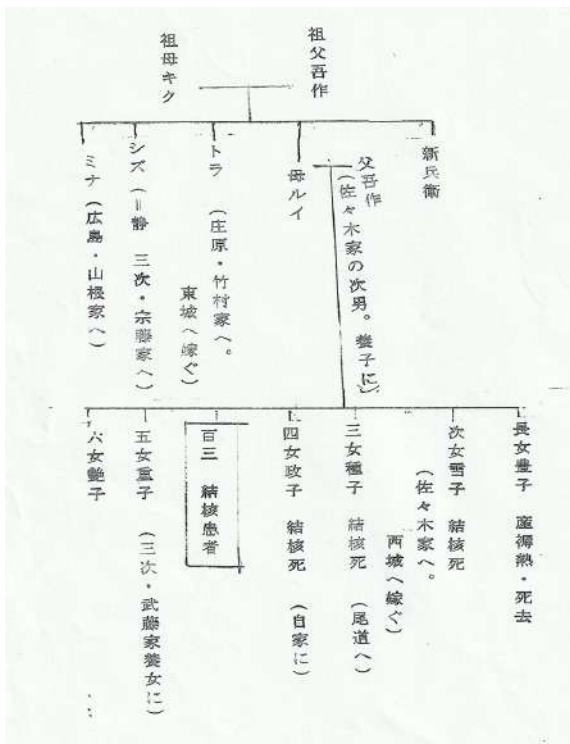 祖父吾作
祖母キク
新兵衛
父吾作
(佐々木家の次男。養子に)
母ルイ
トラ (庄原・竹村家へ。
東城へ嫁ぐ)
シズ (=静 三次・宗藤家へ)
ミナ (広島・山根家へ)
長女豊子 産褥熱・死去
次女雪子 結核死
(佐々木家へ。
西城へ嫁ぐ)
三女種子 結核死 (尾道へ)
四女政子 結核死 (自家に)
百三 結核患者
五女重子 (三次・武藤家養女に)
六女艶子